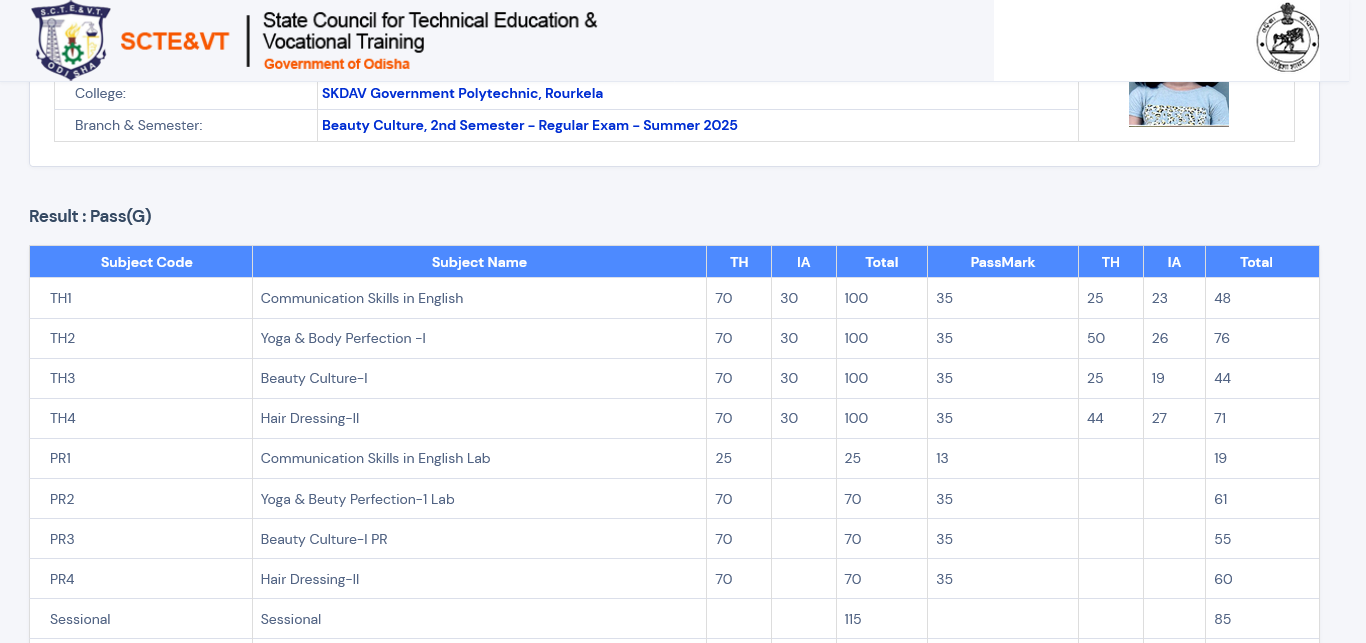 S.C.T.E.& V.T.
ODISHA
SCTE&VT
State Council for Technical Education &
Vocational Training
Government of Odisha
College: SKDAV Government Polytechnic, Rourkela
Branch & Semester: Beauty Culture, 2nd Semester - Regular Exam - Summer 2025
Result : Pass(G)
Subject Code Subject Name TH IA Total PassMark TH IA Total
TH1 Communication Skills in English 70 30 100 35 25 23 48
TH2 Yoga & Body Perfection -I 70 30 100 35 50 26 76
TH3 Beauty Culture-I 70 30 100 35 25 19 44
TH4 Hair Dressing-II 70 30 100 35 44 27 71
PR1 Communication Skills in English Lab 25 25 13 19
PR2 Yoga & Beuty Perfection-1 Lab 70 70 35 61
PR3 Beauty Culture-I PR 70 70 35 55
PR4 Hair Dressing-II 70 70 35 60
Sessional Sessional 115 85